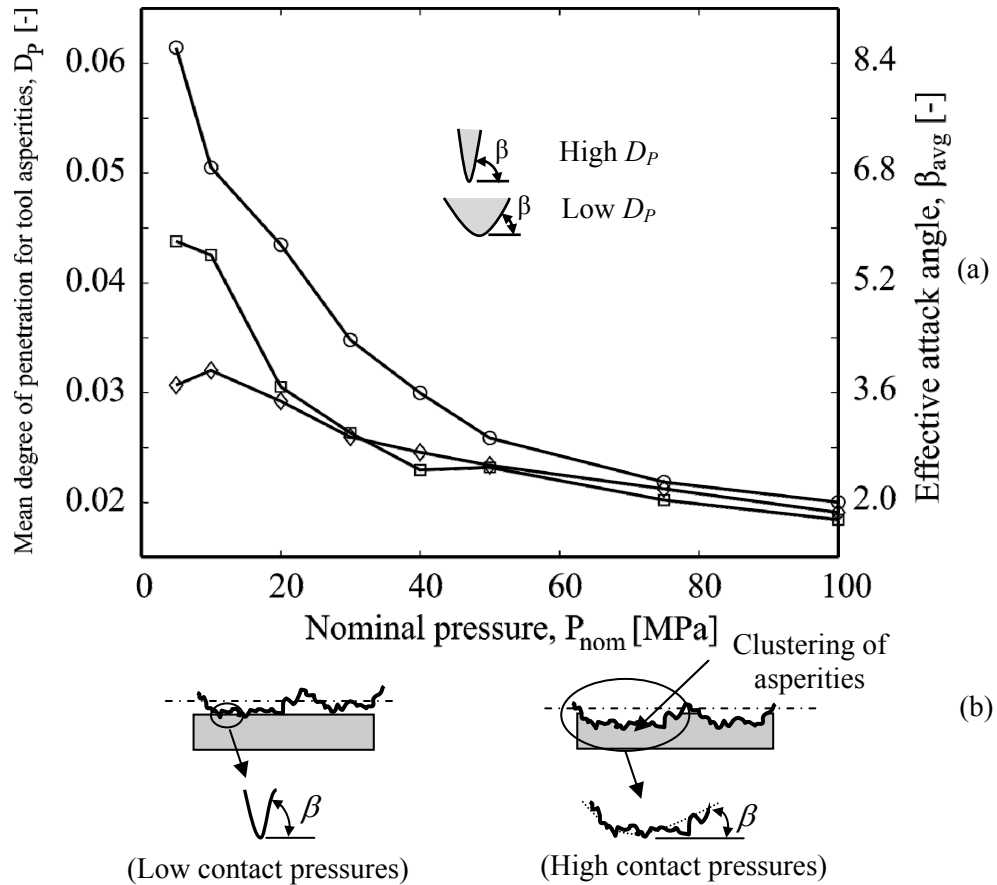 Mean degree of penetration for tool asperities, D_P [-]
0.06
0.05
0.04
0.03
0.02
8.4
6.8
5.2
3.6
2.0
Effective attack angle, β_avg [-]
β
High D_P
β
Low D_P
(a)
0
20
40
60
80
100
Nominal pressure, P_nom [MPa]
Clustering of
asperities
(b)
β
β
(Low contact pressures)
(High contact pressures)